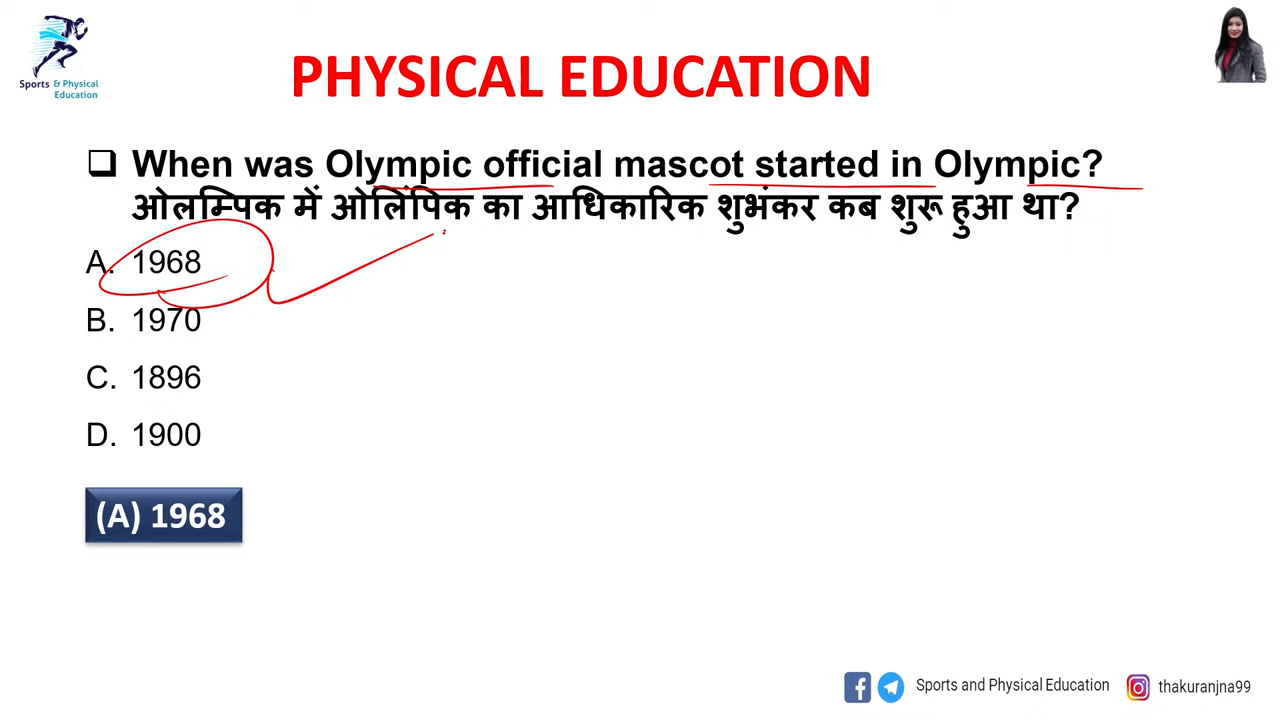 Sports & Physical
Education
PHYSICAL EDUCATION
When was Olympic official mascot started in Olympic?
ओलम्पिक में ओलिंपिक का आधिकारिक शुभंकर कब शुरू हुआ था?
A. 1968
B. 1970
C. 1896
D. 1900
(A) 1968
Sports and Physical Education thakuranjna99